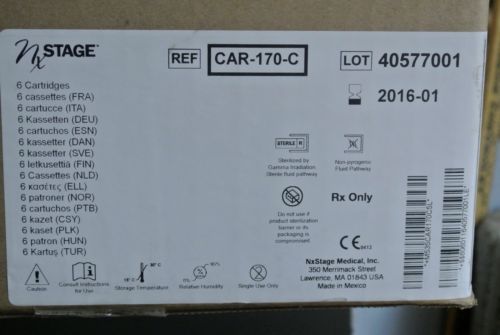 NxSTAGE
REF CAR-170-C
LOT 40577001
2016-01
6 Cartridges
6 cassettes (FRA)
6 cartucce (ITA)
6 Kassetten (DEU)
6 cartuchos (ESN)
6 kassetter (DAN)
6 kassetter (SVE)
6 letkusettiä (FIN)
6 Cassettes (NLD)
6 κασέτες (ELL)
6 patroner (NOR)
6 cartuchos (PTB)
6 kazet (CSY)
6 kaset (PLK)
6 patron (HUN)
6 Kartuş (TUR)
STERILE R
Sterilized by
Gamma Irradiation
Sterile fluid pathway
Non-pyrogenic
Fluid Pathway
Do not use if
product sterilization
barrier or its
packaging is
compromised
Rx Only
CE 0413
NxStage Medical, Inc.
350 Merrimack Street
Lawrence, MA 01843 USA
Made in Mexico
Caution
Consult Instructions
for Use
Storage Temperature
Relative Humidity
Single Use Only